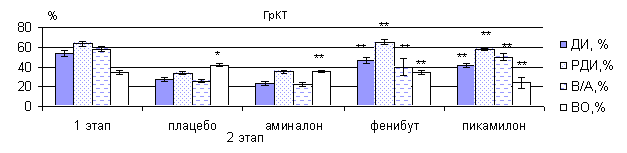 %
ГрКТ
80
60
40
20
0
* ** ** ** ** ** ** ** ** ** **
1 этап плацебо аминалон фенибут пикамилон
2 этап
ДИ, %
РДИ,%
В/А,%
ВО,%